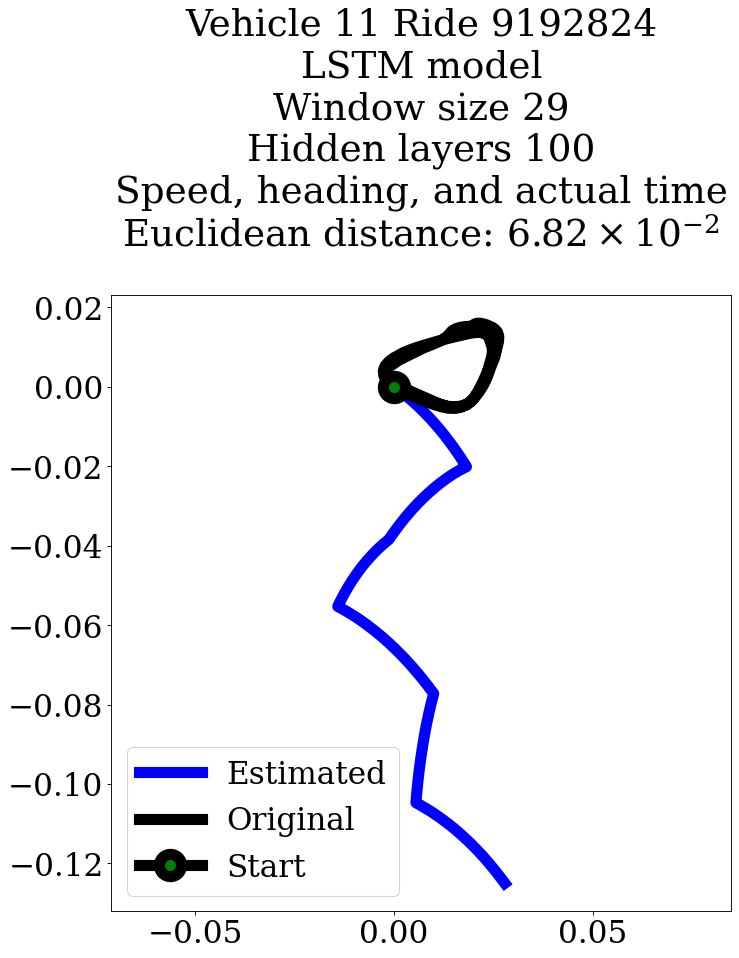 Vehicle 11 Ride 9192824
LSTM model
Window size 29
Hidden layers 100
Speed, heading, and actual time
Euclidean distance: 6.82 × 10⁻²
0.02
0.00
−0.02
−0.04
−0.06
−0.08
−0.10
−0.12
Estimated
Original
Start
−0.05 0.00 0.05